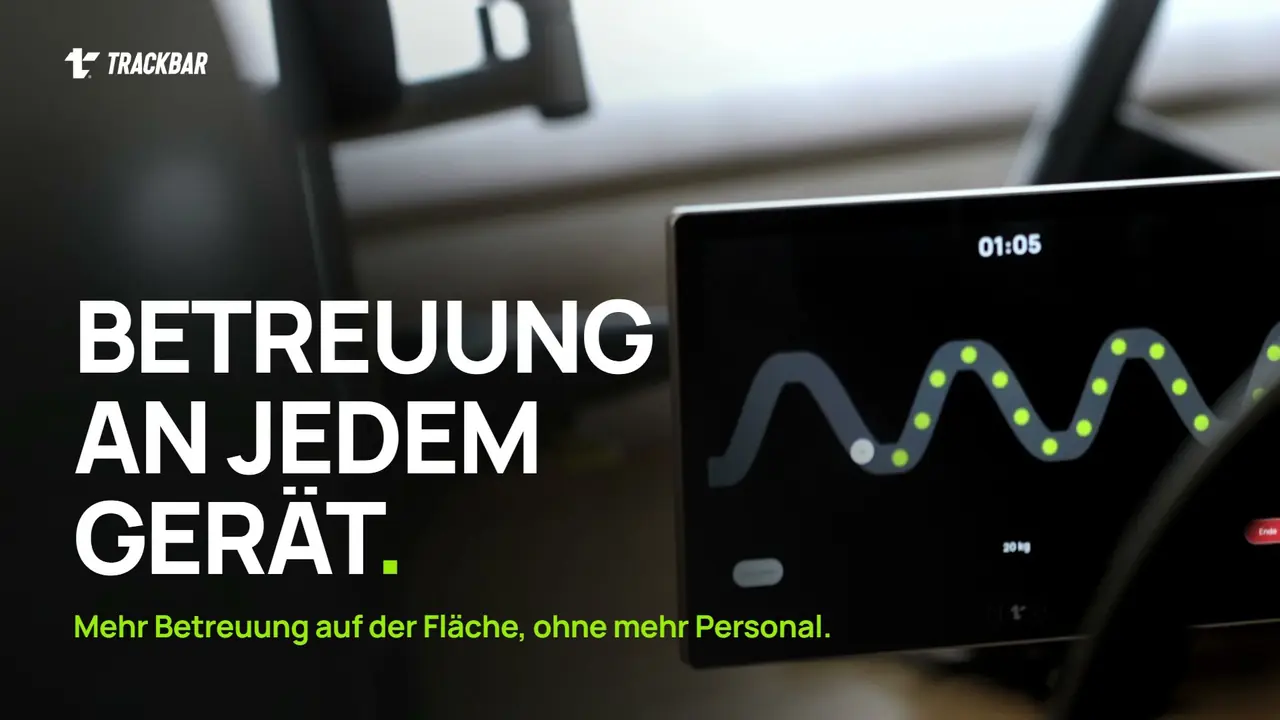 TRACKBAR
01:05
BETREUUNG
AN JEDEM
GERÄT.
20 kg
Ende
Mehr Betreuung auf der Fläche, ohne mehr Personal.